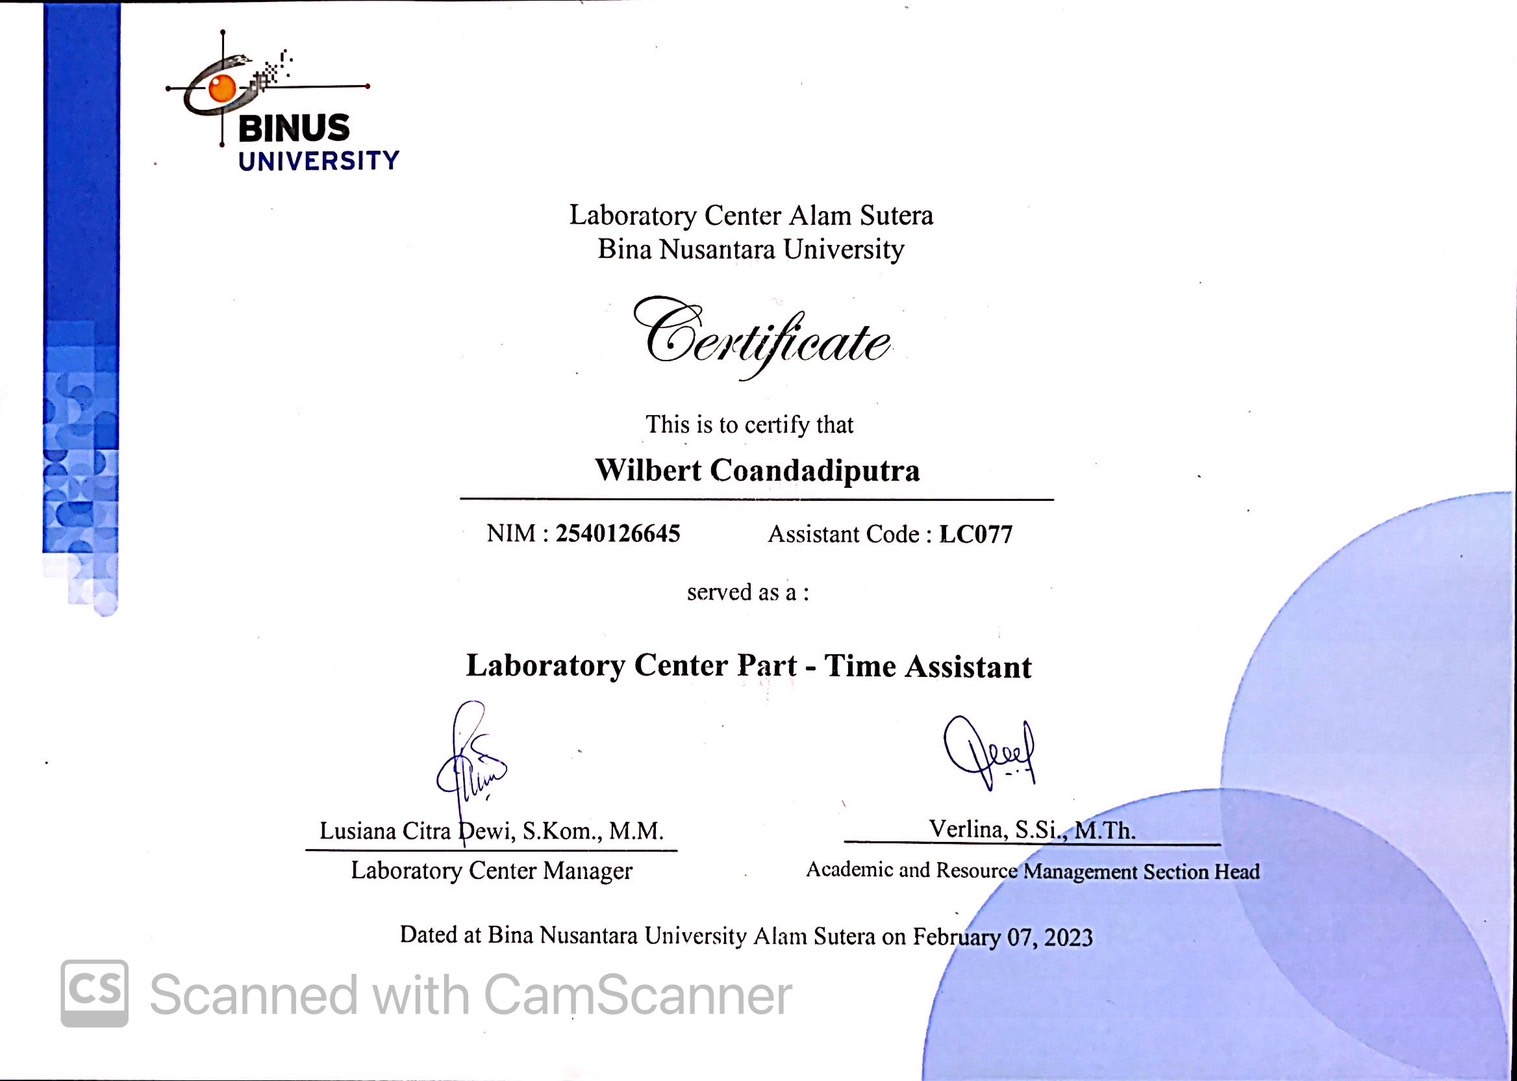 BINUS
UNIVERSITY
Laboratory Center Alam Sutera
Bina Nusantara University
Certificate
This is to certify that
Wilbert Coandadiputra
NIM : 2540126645 Assistant Code : LC077
served as a :
Laboratory Center Part - Time Assistant
Lusiana Citra Dewi, S.Kom., M.M. Verlina, S.Si., M.Th.
Laboratory Center Manager Academic and Resource Management Section Head
Dated at Bina Nusantara University Alam Sutera on February 07, 2023
CS Scanned with CamScanner